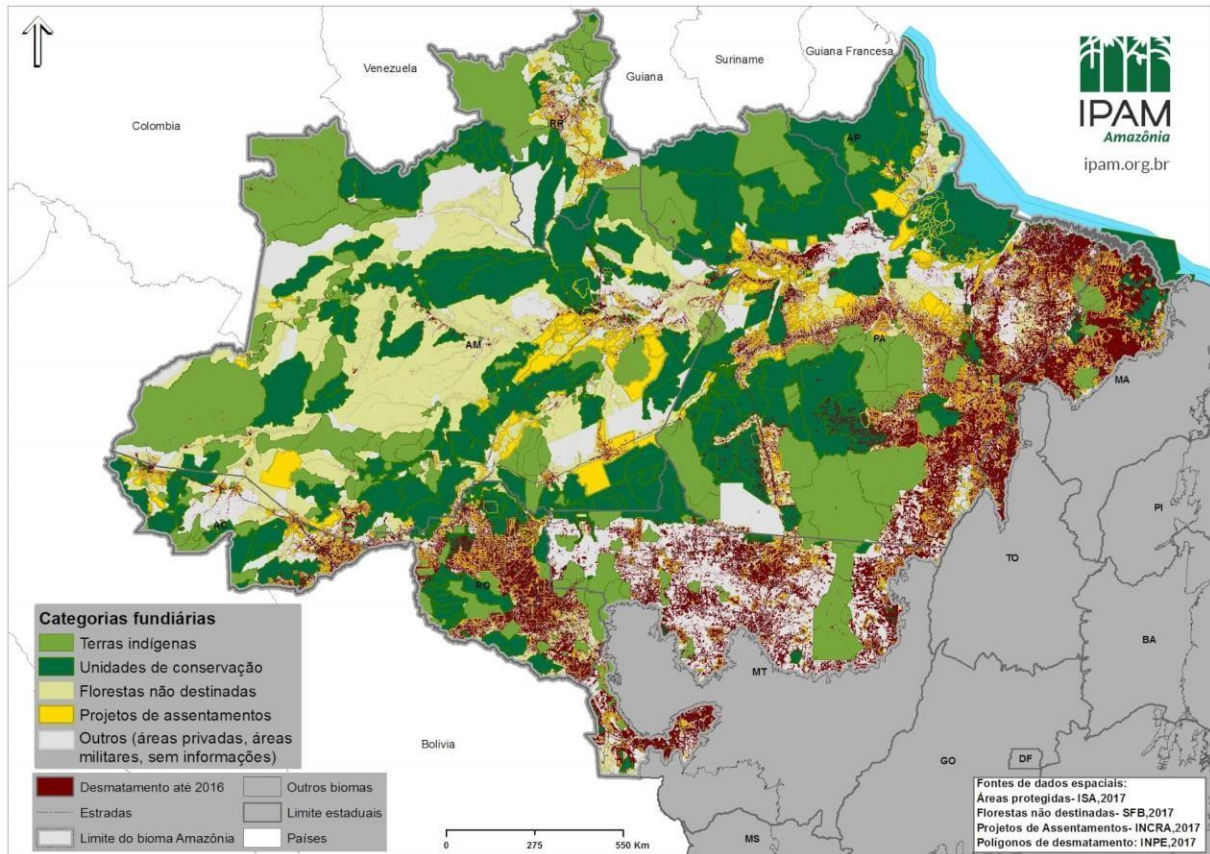 Venezuela
Colombia
Guiana
Suriname
Guiana Francesa
IPAM
Amazônia
ipam.org.br
RR
AP
AM
PA
MA
AC
RO
MT
TO
PI
BA
GO
DF
MS
Bolivia
Categorias fundiárias
Terras indígenas
Unidades de conservação
Florestas não destinadas
Projetos de assentamentos
Outros (áreas privadas, áreas
militares, sem informações)
Desmatamento até 2016
Outros biomas
Estradas
Limite estaduais
Limite do bioma Amazônia
Países
0 275 550 Km
Fontes de dados espaciais:
Áreas protegidas- ISA,2017
Florestas não destinadas- SFB,2017
Projetos de Assentamentos- INCRA,2017
Polígonos de desmatamento: INPE,2017